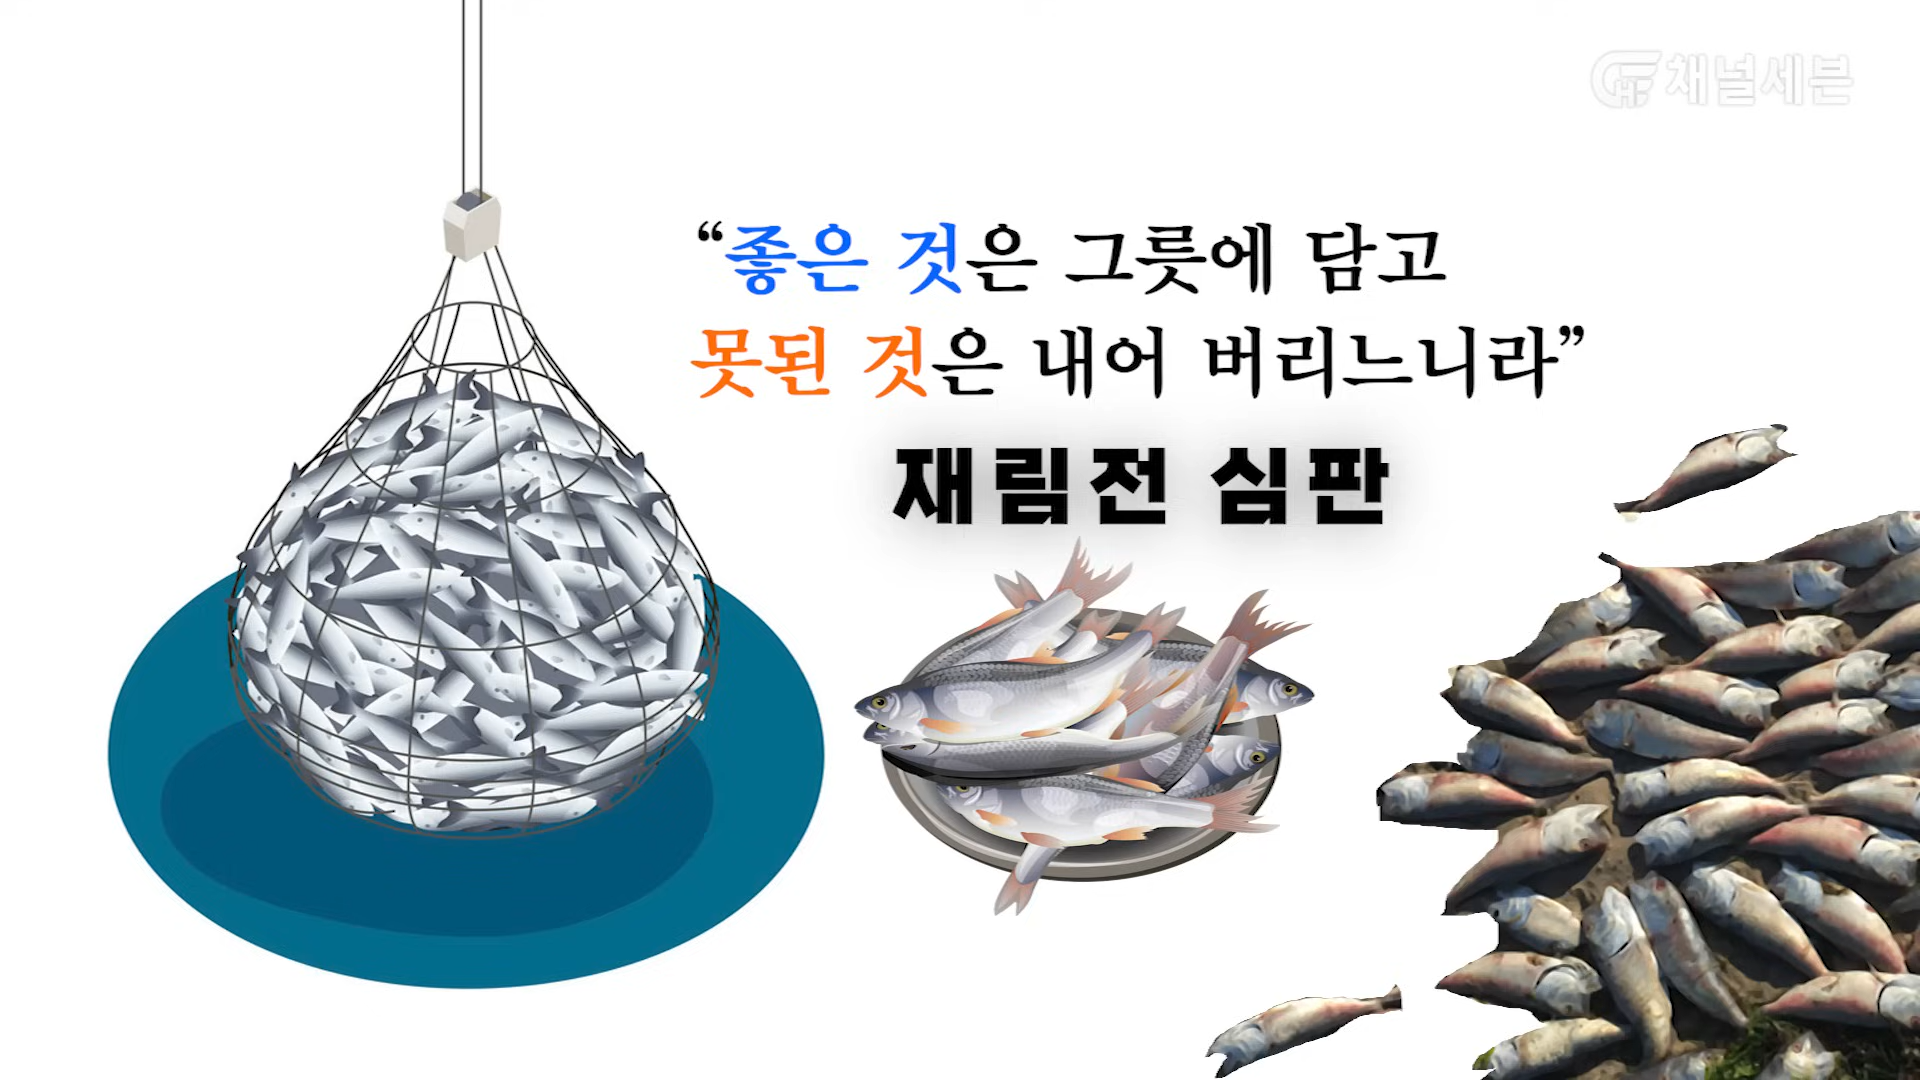 채널세븐
“좋은 것은 그릇에 담고
못된 것은 내어 버리느니라”
재림전 심판